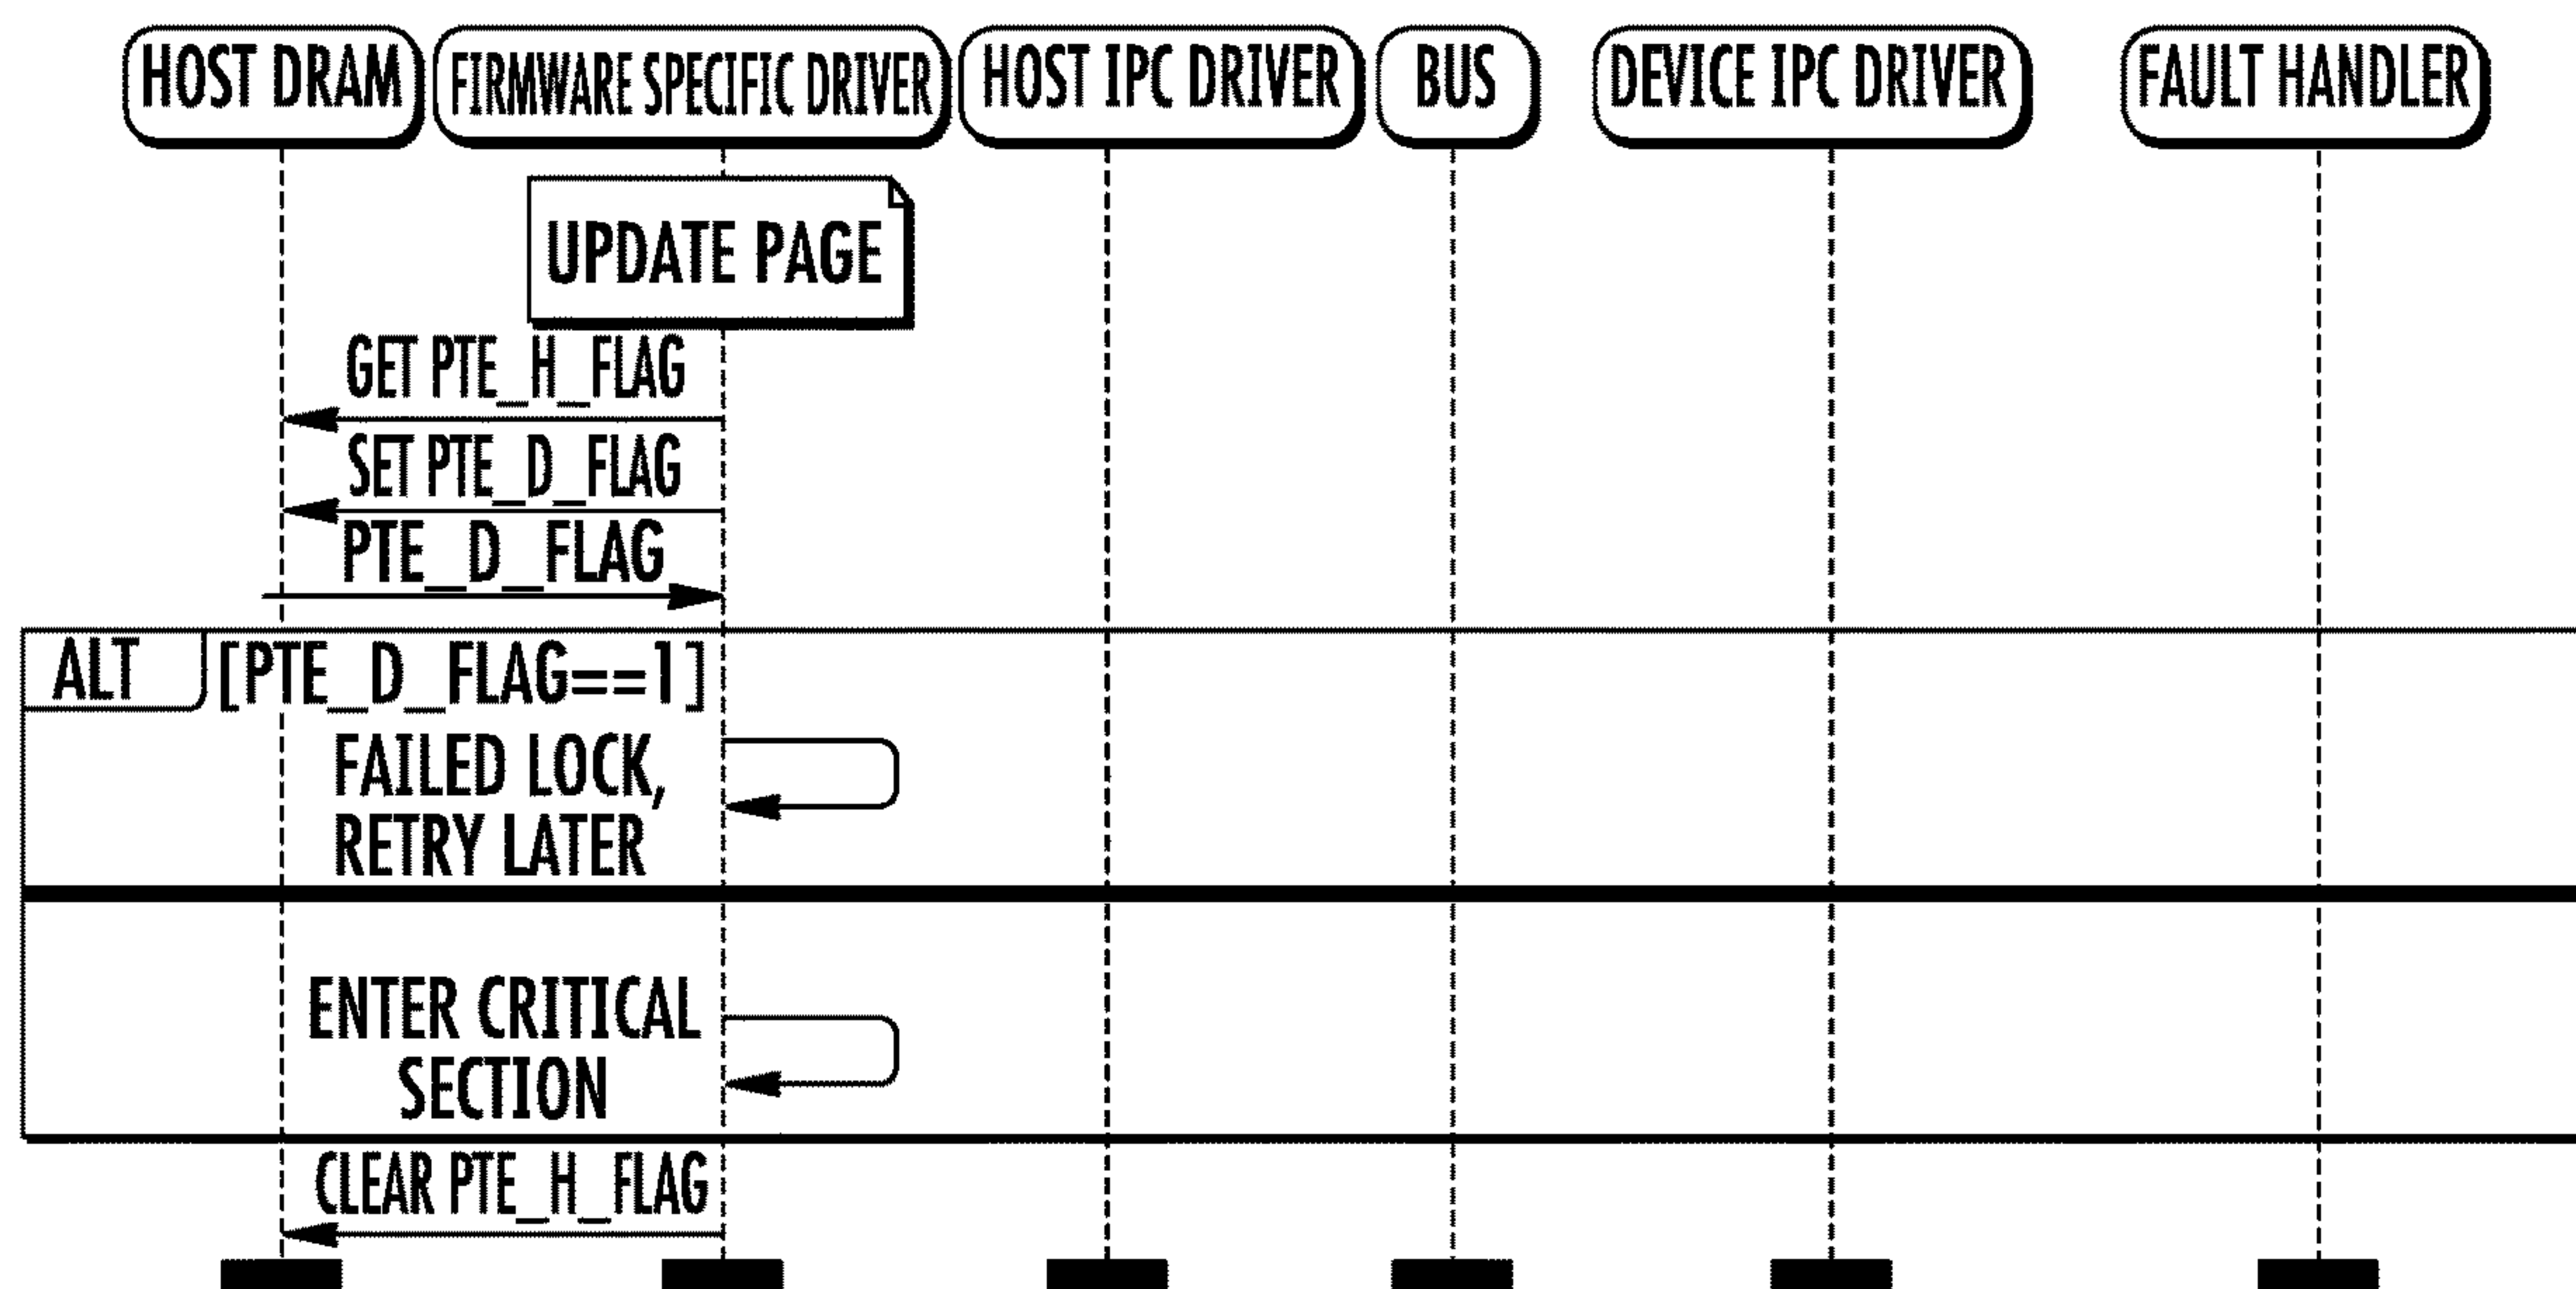 HOST DRAM
FIRMWARE SPECIFIC DRIVER
HOST IPC DRIVER
BUS
DEVICE IPC DRIVER
FAULT HANDLER
UPDATE PAGE
GET PTE_H_FLAG
SET PTE_D_FLAG
PTE_D_FLAG
ALT
[PTE_D_FLAG==1]
FAILED LOCK,
RETRY LATER
ENTER CRITICAL
SECTION
CLEAR PTE_H_FLAG